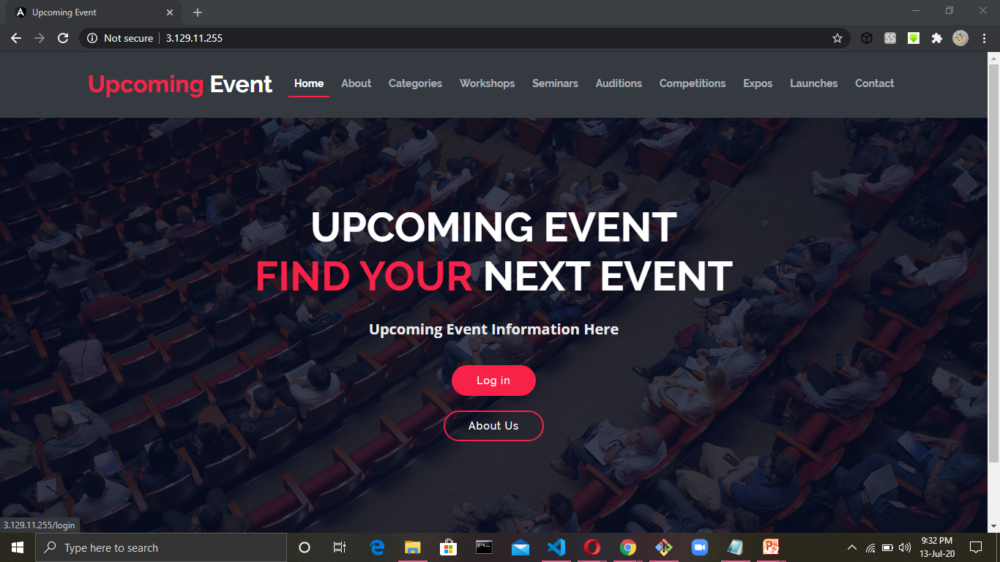 Upcoming Event
Not secure
3.129.11.255
SS
Upcoming Event
Home
About
Categories
Workshops
Seminars
Auditions
Competitions
Expos
Launches
Contact
UPCOMING EVENT
FIND YOUR NEXT EVENT
Upcoming Event Information Here
Log in
About Us
3.129.11.255/login
Type here to search
9:32 PM
13-Jul-20